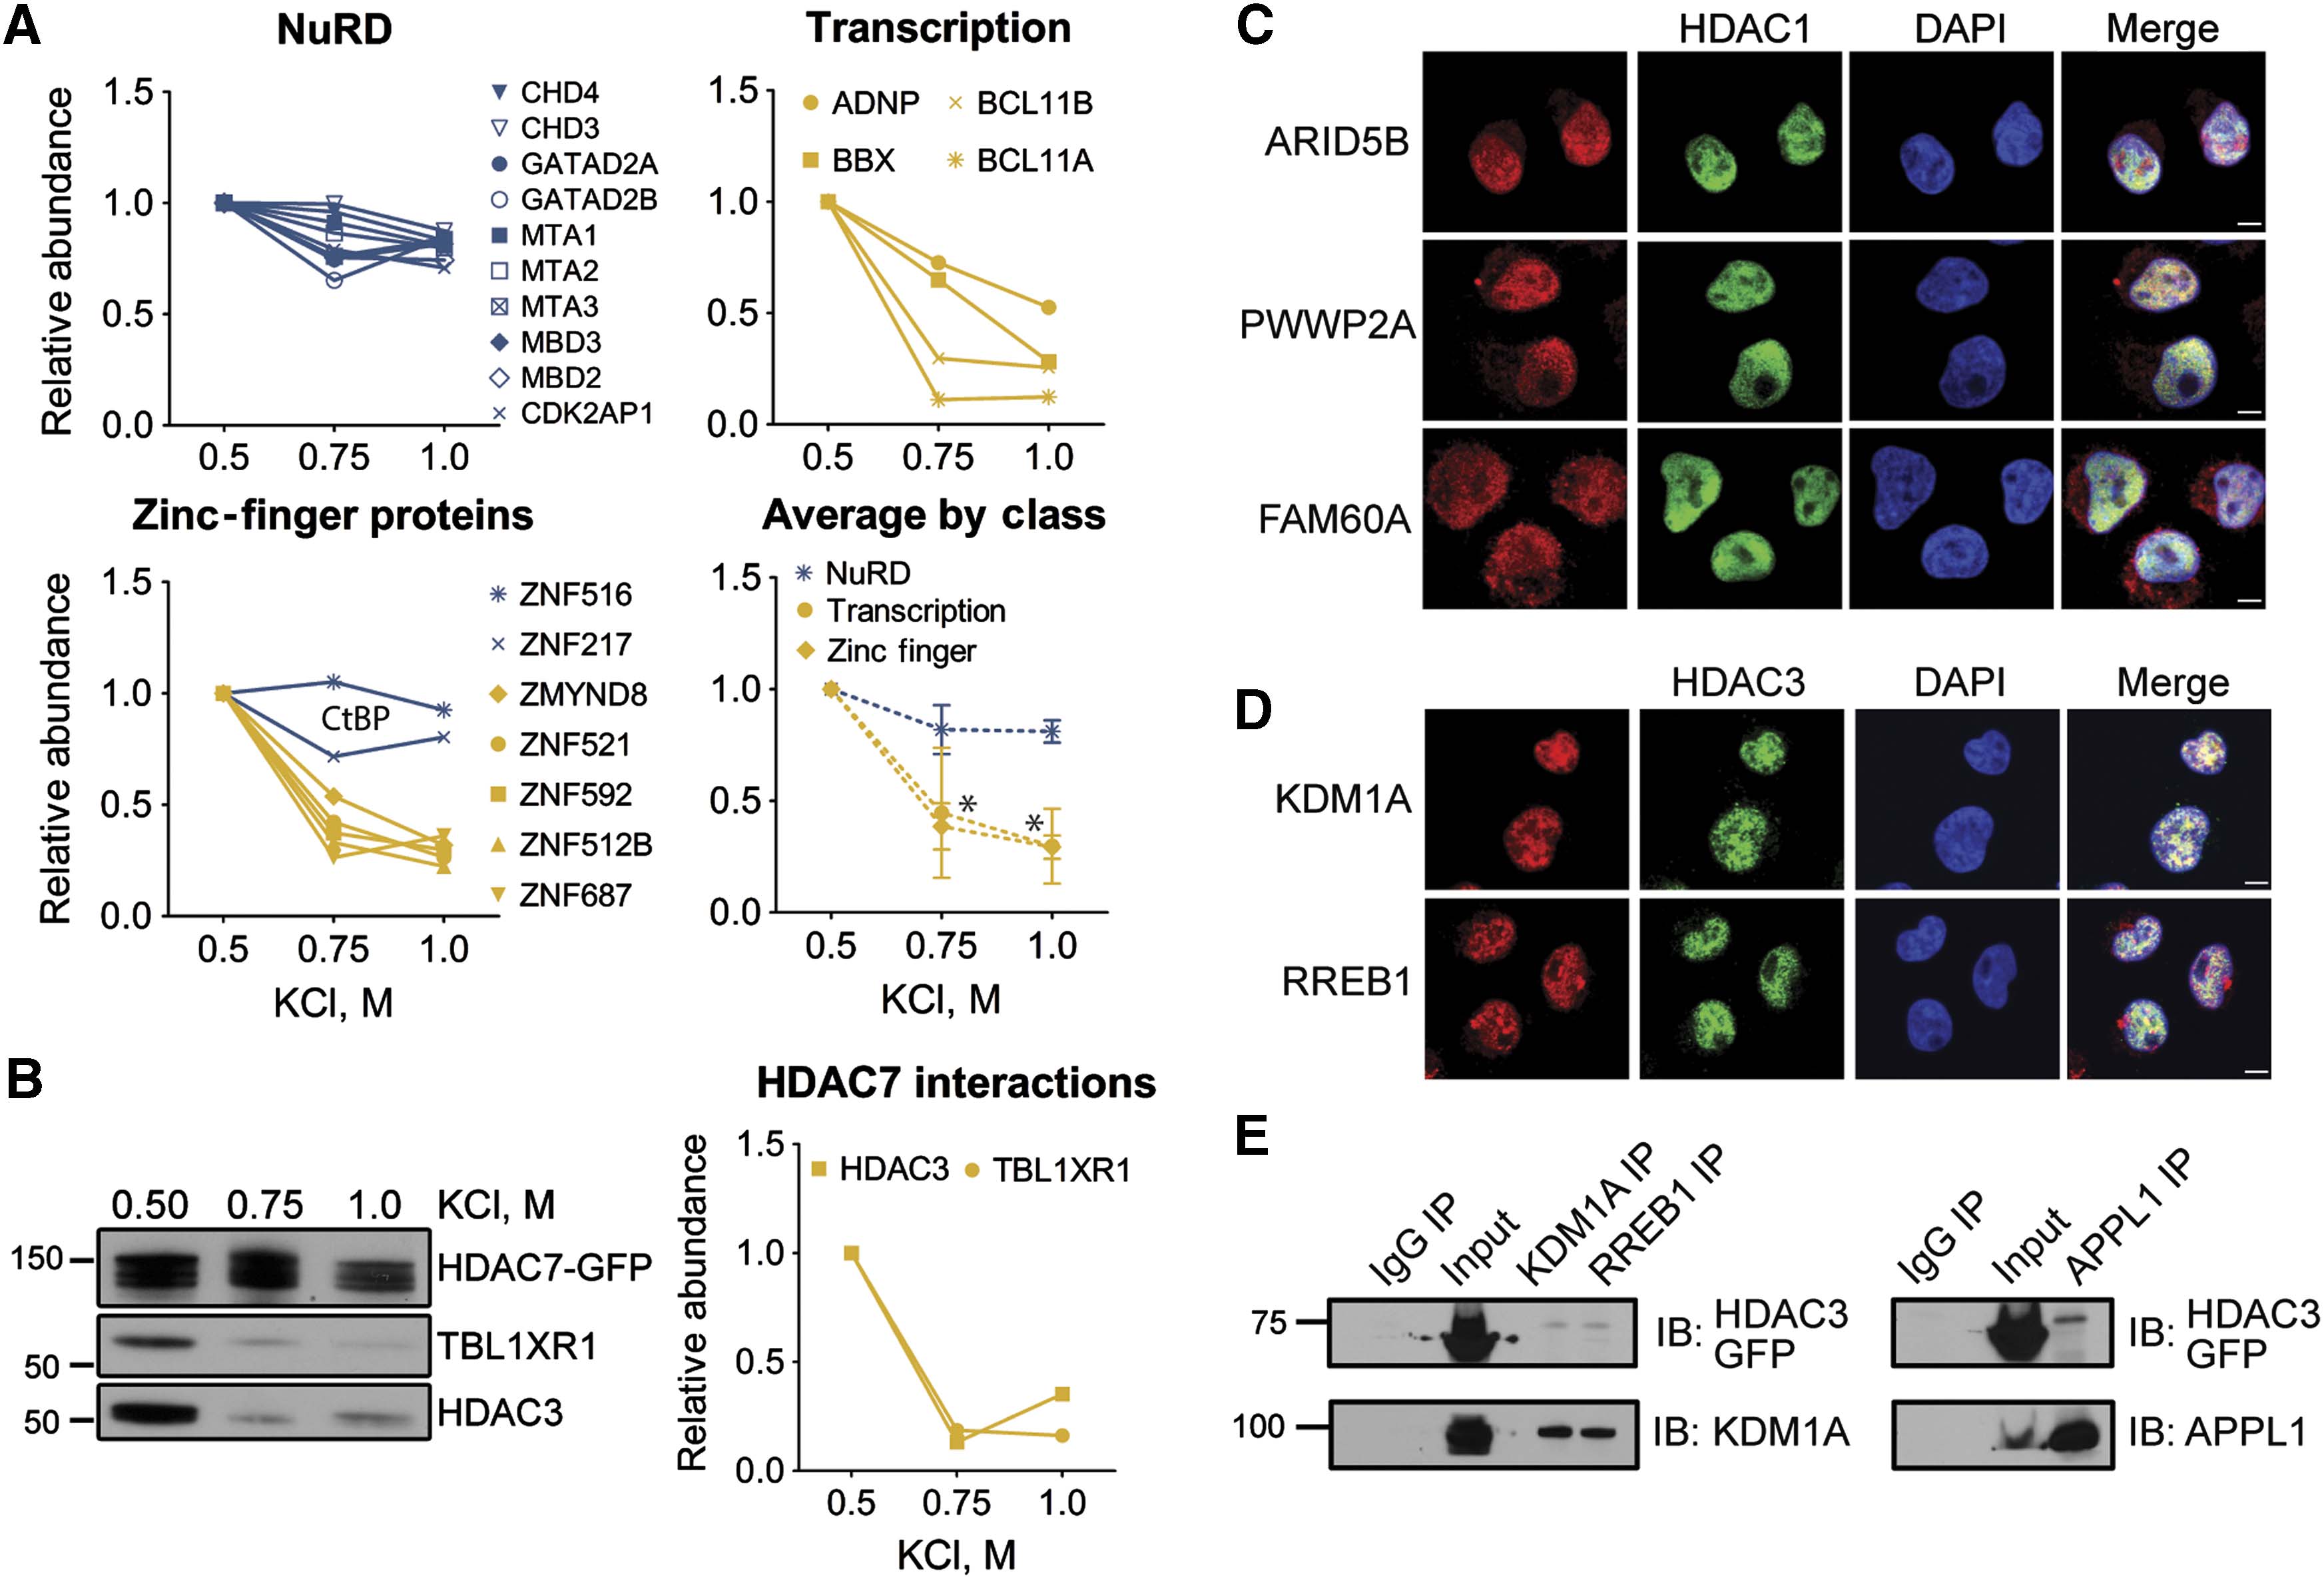 A
NuRD
Relative abundance
1.5
1.0
0.5
0.0
0.5 0.75 1.0
CHD4
CHD3
GATAD2A
GATAD2B
MTA1
MTA2
MTA3
MBD3
MBD2
CDK2AP1
Transcription
1.5
1.0
0.5
0.0
0.5 0.75 1.0
ADNP BCL11B
BBX BCL11A
Zinc-finger proteins
Relative abundance
1.5
1.0
0.5
0.0
0.5 0.75 1.0
KCl, M
CtBP
ZNF516
ZNF217
ZMYND8
ZNF521
ZNF592
ZNF512B
ZNF687
Average by class
1.5
1.0
0.5
0.0
0.5 0.75 1.0
KCl, M
NuRD
Transcription
Zinc finger
* *
B
0.50 0.75 1.0 KCl, M
150 HDAC7-GFP
TBL1XR1
50
50 HDAC3
HDAC7 interactions
Relative abundance
1.5
1.0
0.5
0.0
0.5 0.75 1.0
KCl, M
HDAC3 TBL1XR1
C
HDAC1 DAPI Merge
ARID5B
PWWP2A
FAM60A
D
HDAC3 DAPI Merge
KDM1A
RREB1
E
IgG IP
Input
KDM1A IP
RREB1 IP
75
IB: HDAC3
GFP
100
IB: KDM1A
IgG IP
Input
APPL1 IP
IB: HDAC3
GFP
IB: APPL1